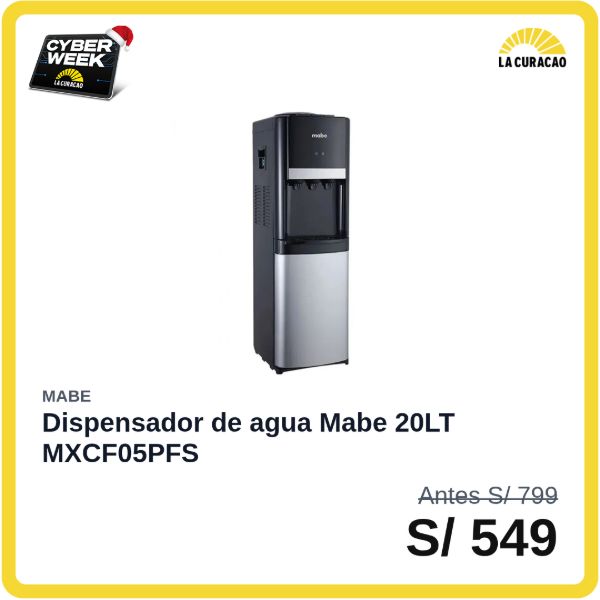 CYBER
WEEK
LA CURACAO
LA CURACAO
mabe
MABE
Dispensador de agua Mabe 20LT
MXCF05PFS
Antes S/ 799
S/ 549